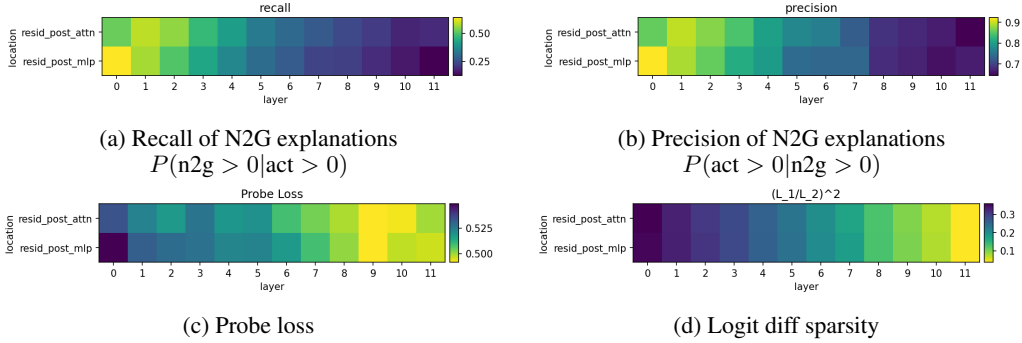 recall
location
resid_post_attn
resid_post_mlp
0 1 2 3 4 5 6 7 8 9 10 11
layer
0.50
0.25
(a) Recall of N2G explanations
P(n2g > 0|act > 0)
precision
location
resid_post_attn
resid_post_mlp
0 1 2 3 4 5 6 7 8 9 10 11
layer
0.9
0.8
0.7
(b) Precision of N2G explanations
P(act > 0|n2g > 0)
Probe Loss
location
resid_post_attn
resid_post_mlp
0 1 2 3 4 5 6 7 8 9 10 11
layer
0.525
0.500
(c) Probe loss
(L_1/L_2)^2
location
resid_post_attn
resid_post_mlp
0 1 2 3 4 5 6 7 8 9 10 11
layer
0.3
0.2
0.1
(d) Logit diff sparsity